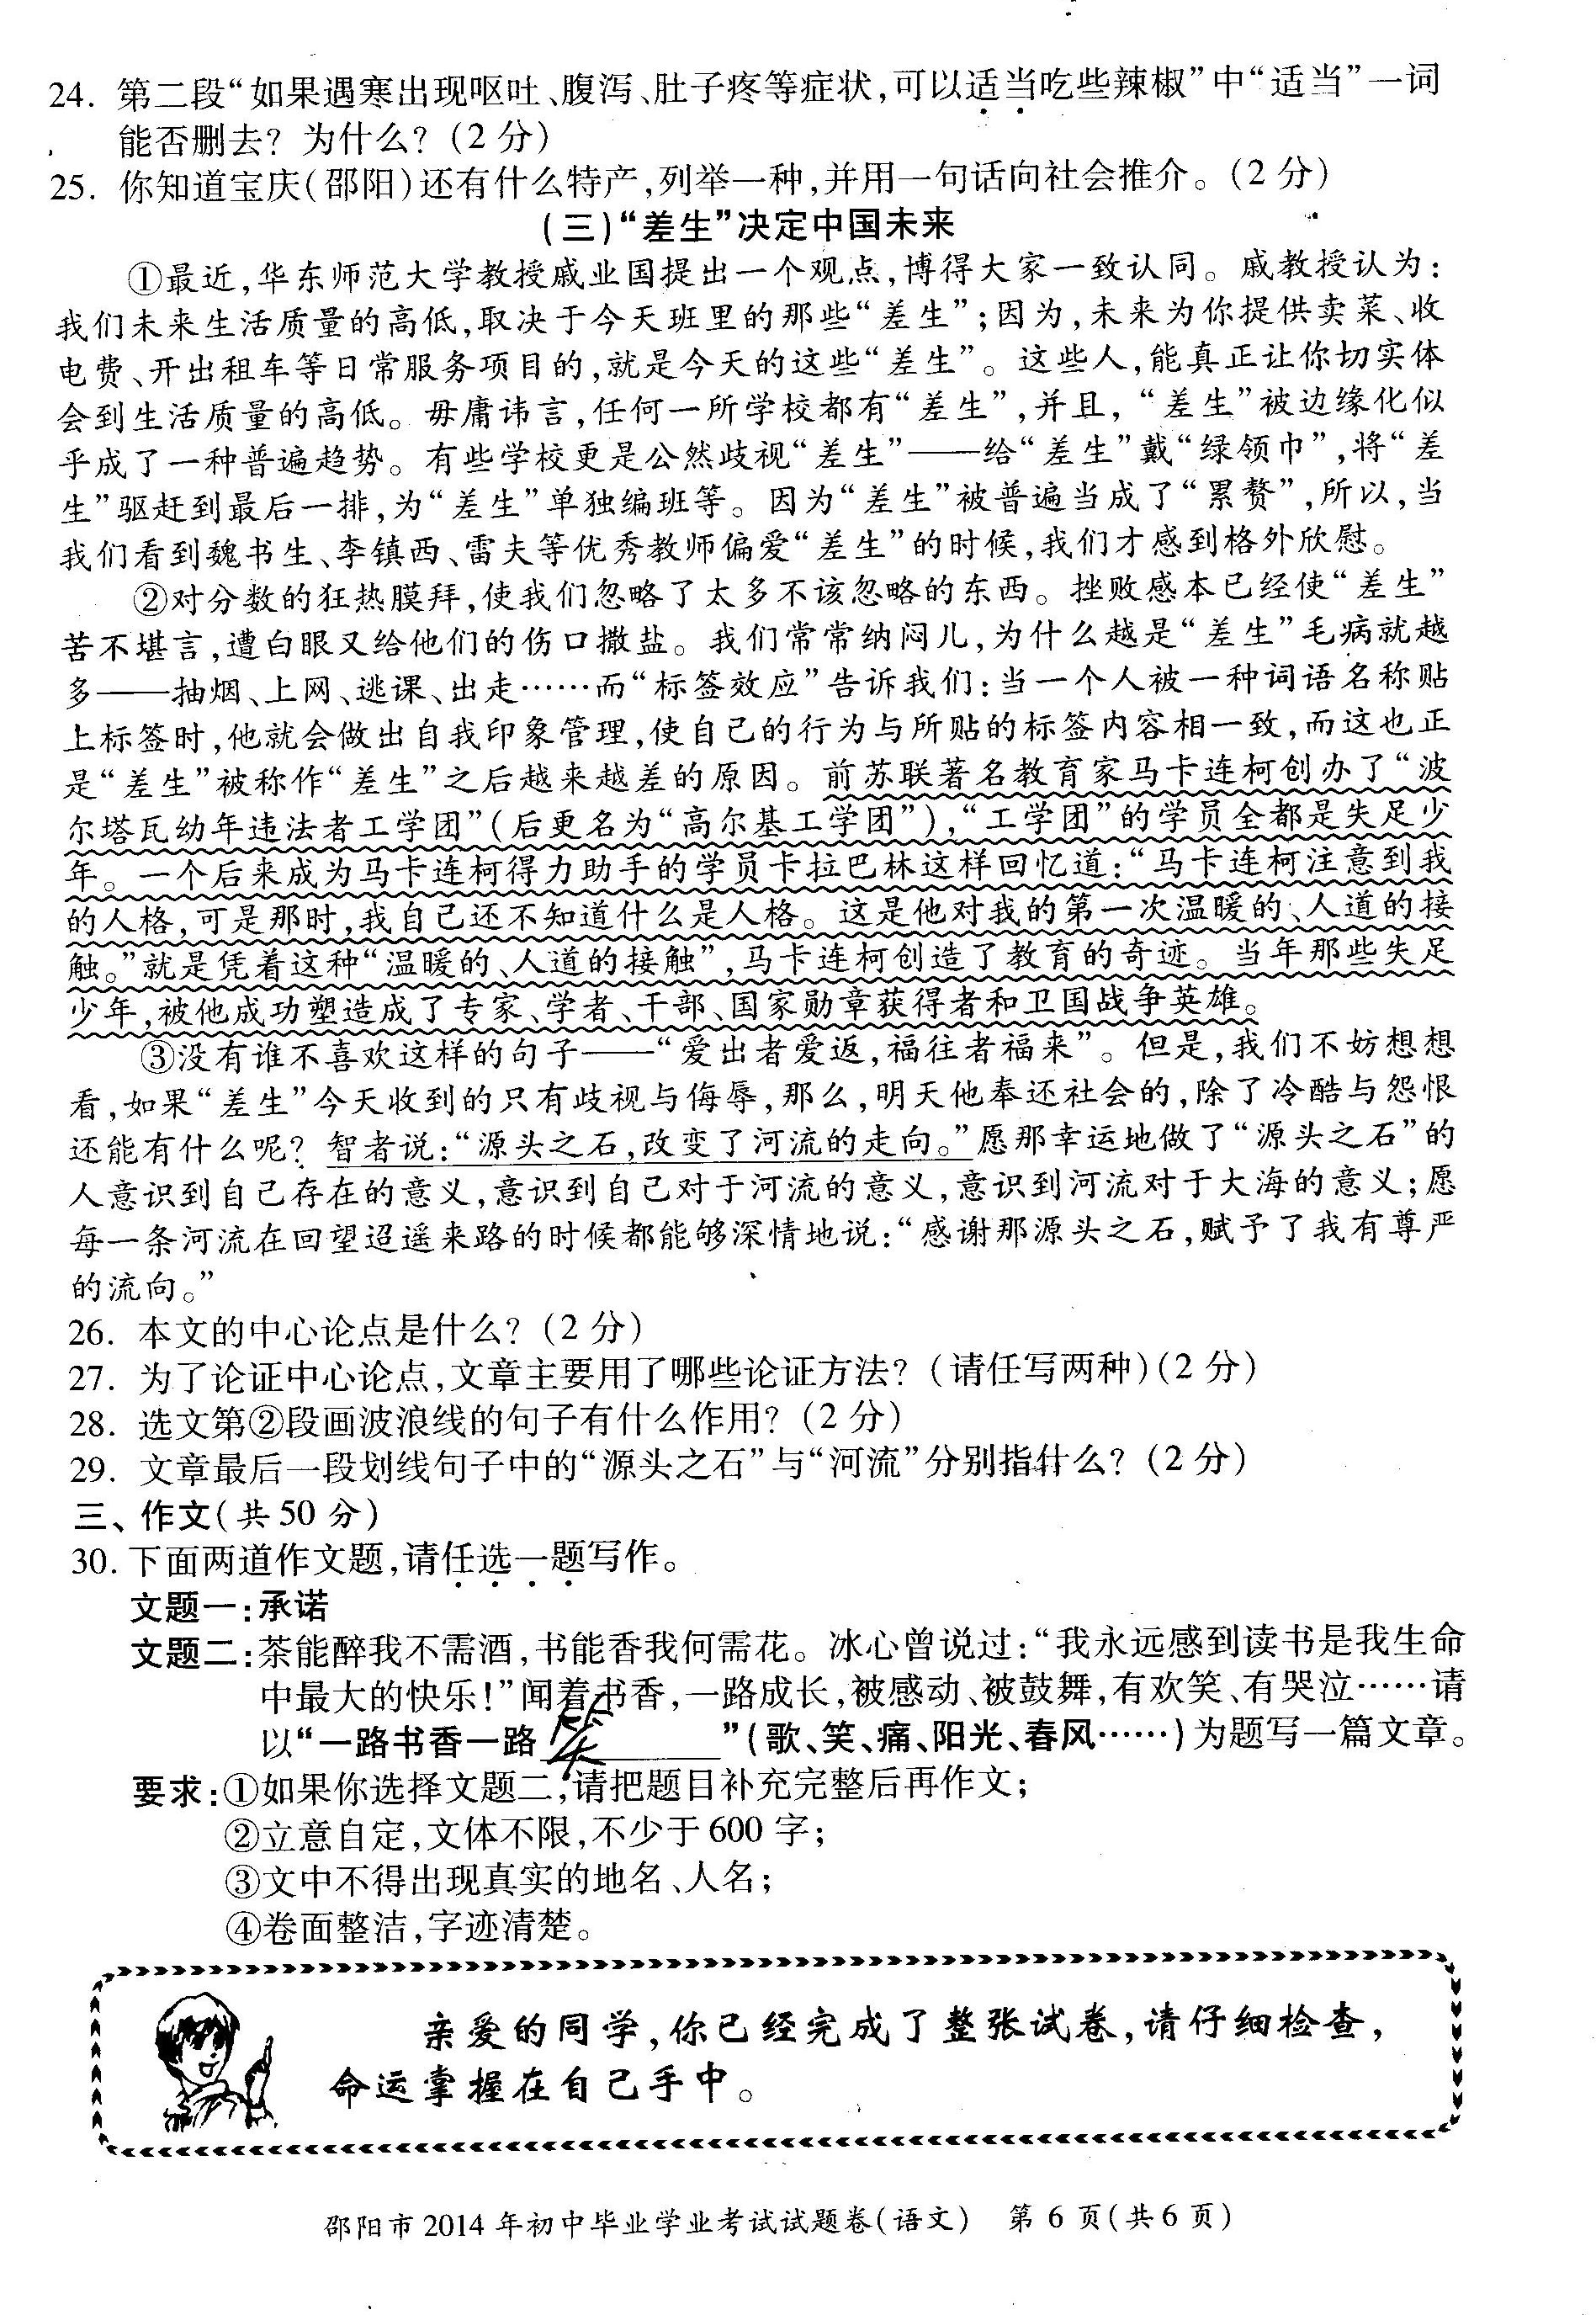 24. 第二段“如果遇寒出现呕吐、腹泻、肚子疼等症状,可以适当吃些辣椒”中“适当”一词
能否删去? 为什么? (2 分)
25. 你知道宝庆(邵阳)还有什么特产,列举一种,并用一句话向社会推介。(2 分)
(三)“差生”决定中国未来
①最近,华东师范大学教授戚业国提出一个观点,博得大家一致认同。戚教授认为:
我们未来生活质量的高低,取决于今天班里的那些“差生”;因为,未来为你提供卖菜、收
电费、开出租车等日常服务项目的,就是今天的这些“差生”。这些人,能真正让你切实体
会到生活质量的高低。毋庸讳言,任何一所学校都有“差生”,并且,“差生”被边缘化似
乎成了一种普遍趋势。有些学校更是公然歧视“差生”——给“差生”戴“绿领巾”,将“差
生”驱赶到最后一排,为“差生”单独编班等。因为“差生”被普遍当成了“累赘”,所以,当
我们看到魏书生、李镇西、雷夫等优秀教师偏爱“差生”的时候,我们才感到格外欣慰。
②对分数的狂热膜拜,使我们忽略了太多不该忽略的东西。挫败感本已经使“差生”
苦不堪言,遭白眼又给他们的伤口撒盐。我们常常纳闷儿,为什么越是“差生”毛病就越
多——抽烟、上网、逃课、出走……而“标签效应”告诉我们:当一个人被一种词语名称贴
上标签时,他就会做出自我印象管理,使自己的行为与所贴的标签内容相一致,而这也正
是“差生”被称作“差生”之后越来越差的原因。前苏联著名教育家马卡连柯创办了“波
尔塔瓦幼年违法者工学团”(后更名为“高尔基工学团”),“工学团”的学员全都是失足少
年。一个后来成为马卡连柯得力助手的学员卡拉巴林这样回忆道:“马卡连柯注意到我
的人格,可是那时,我自己还不知道什么是人格。这是他对我的第一次温暖的、人道的接
触。”就是凭着这种“温暖的、人道的接触”,马卡连柯创造了教育的奇迹。当年那些失足
少年,被他成功塑造成了专家、学者、干部、国家勋章获得者和卫国战争英雄。
③没有谁不喜欢这样的句子——“爱出者爱返,福往者福来”。但是,我们不妨想想
看,如果“差生”今天收到的只有歧视与侮辱,那么,明天他奉还社会的,除了冷酷与怨恨
还能有什么呢? 智者说:“源头之石,改变了河流的走向。”愿那幸运地做了“源头之石”的
人意识到自己存在的意义,意识到自己对于河流的意义,意识到河流对于大海的意义;愿
每一条河流在回望迢遥来路的时候都能够深情地说:“感谢那源头之石,赋予了我有尊严
的流向。”
26. 本文的中心论点是什么? (2 分)
27. 为了论证中心论点,文章主要用了哪些论证方法? (请任写两种)(2 分)
28. 选文第②段画波浪线的句子有什么作用? (2 分)
29. 文章最后一段划线句子中的“源头之石”与“河流”分别指什么? (2 分)
三、作文(共 50 分)
30. 下面两道作文题,请任选一题写作。
文题一:承诺
文题二:茶能醉我不需酒,书能香我何需花。冰心曾说过:“我永远感到读书是我生命
中最大的快乐!”闻着书香,一路成长,被感动、被鼓舞,有欢笑、有哭泣……请
以“一路书香一路 笑”(歌、笑、痛、阳光、春风……)为题写一篇文章。
要求:①如果你选择文题二,请把题目补充完整后再作文;
②立意自定,文体不限,不少于 600 字;
③文中不得出现真实的地名、人名;
④卷面整洁,字迹清楚。
亲爱的同学,你已经完成了整张试卷,请仔细检查,
命运掌握在自己手中。
邵阳市 2014 年初中毕业学业考试试题卷(语文) 第 6 页(共 6 页)